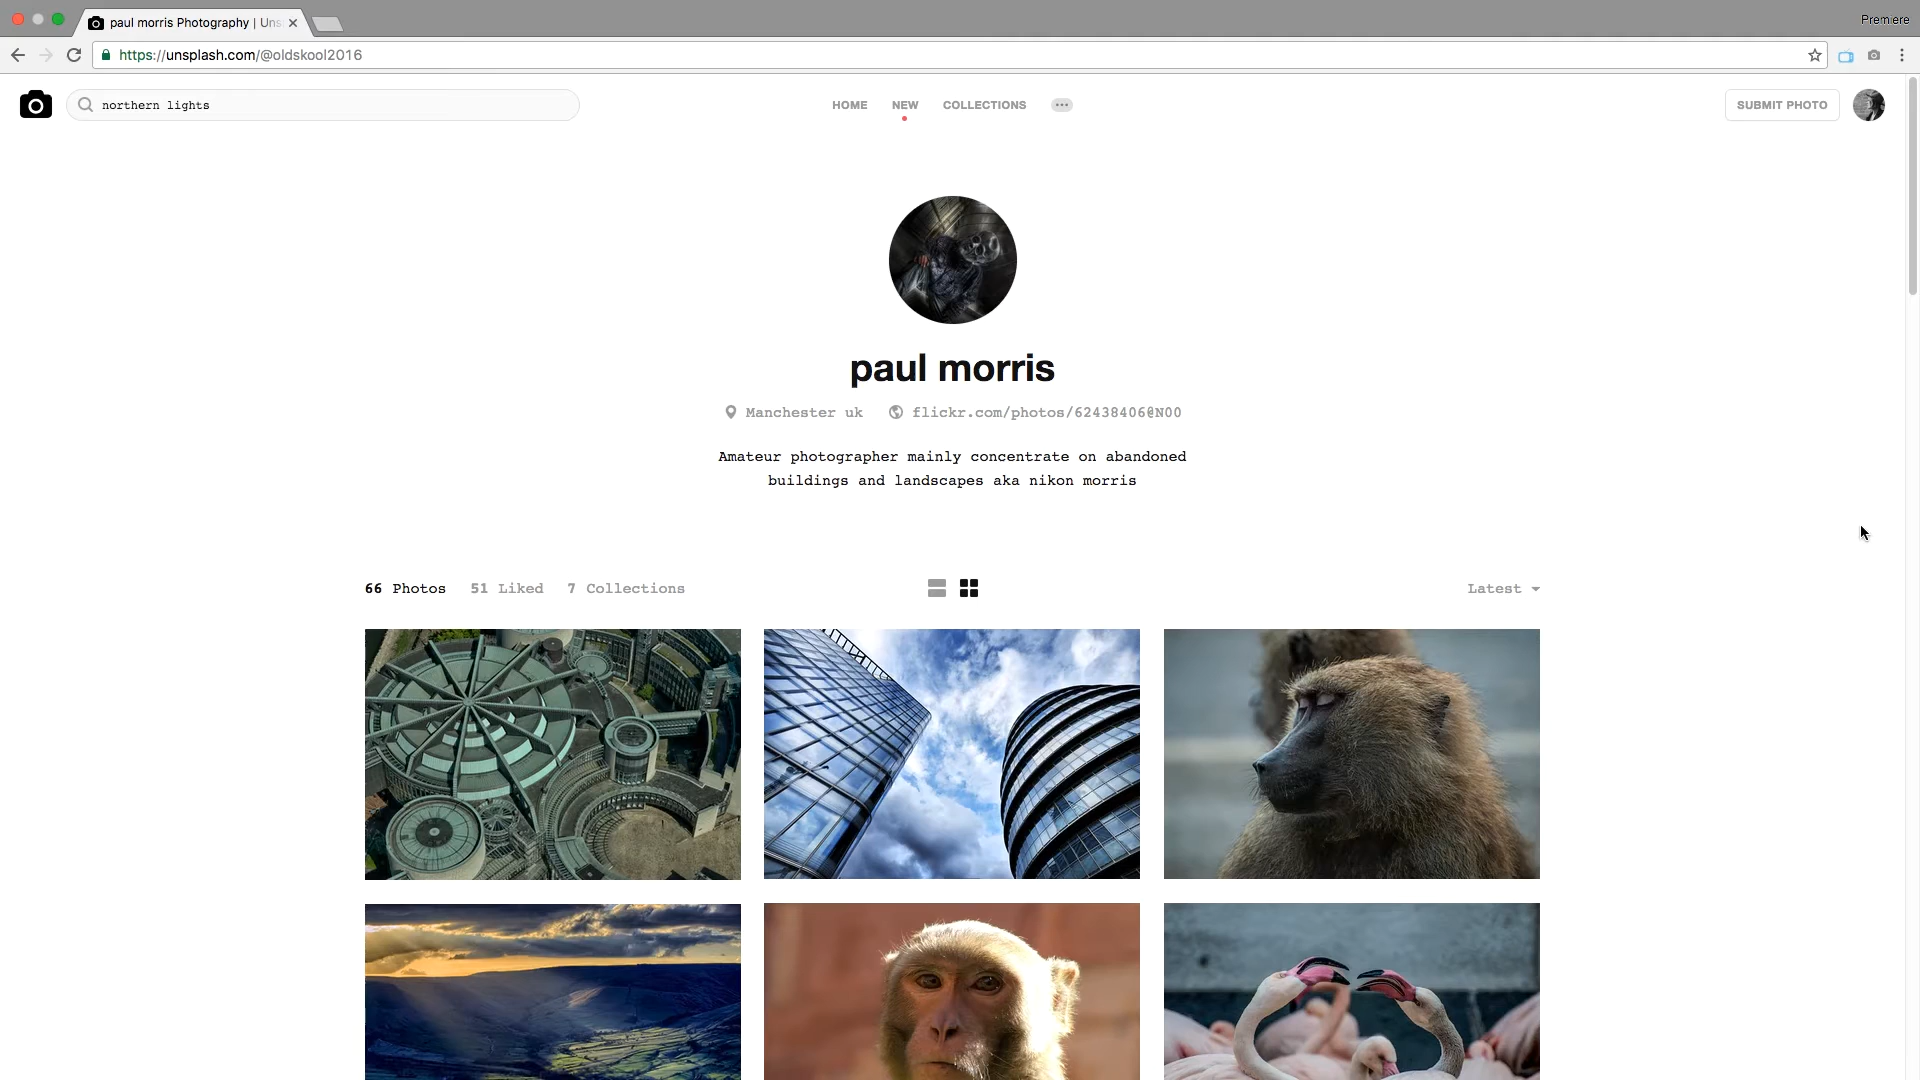 paul morris Photography | Uns
Premiere
https://unsplash.com/@oldskool2016
northern lights
HOME
NEW
COLLECTIONS
SUBMIT PHOTO
paul morris
Manchester uk
flickr.com/photos/62438406@N00
Amateur photographer mainly concentrate on abandoned
buildings and landscapes aka nikon morris
66 Photos
51 Liked
7 Collections
Latest